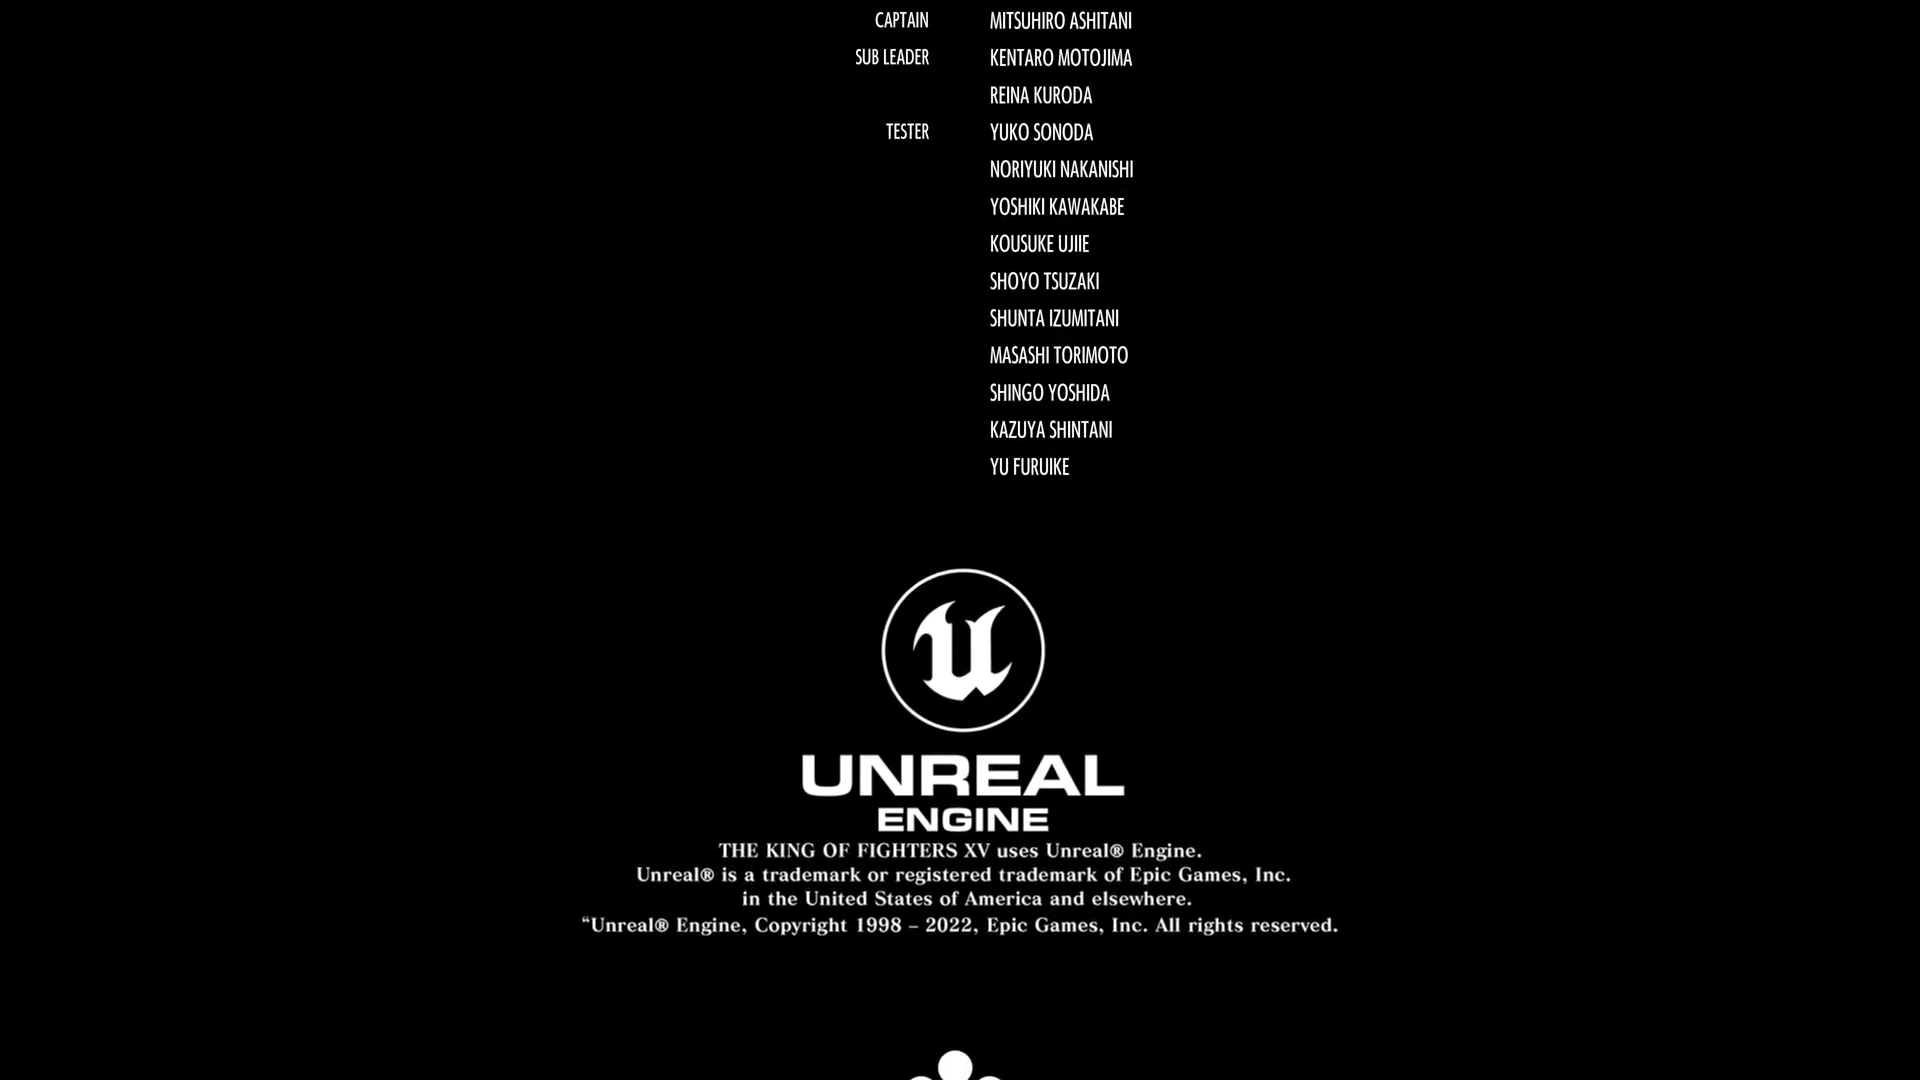 CAPTAIN MITSUHIRO ASHITANI
SUB LEADER KENTARO MOTOJIMA
REINA KURODA
TESTER YUKO SONODA
NORIYUKI NAKANISHI
YOSHIKI KAWAKABE
KOUSUKE UJIIE
SHOYO TSUZAKI
SHUNTA IZUMITANI
MASASHI TORIMOTO
SHINGO YOSHIDA
KAZUYA SHINTANI
YU FURUIKE
U
UNREAL
ENGINE
THE KING OF FIGHTERS XV uses Unreal® Engine.
Unreal® is a trademark or registered trademark of Epic Games, Inc.
in the United States of America and elsewhere.
“Unreal® Engine, Copyright 1998 – 2022, Epic Games, Inc. All rights reserved.